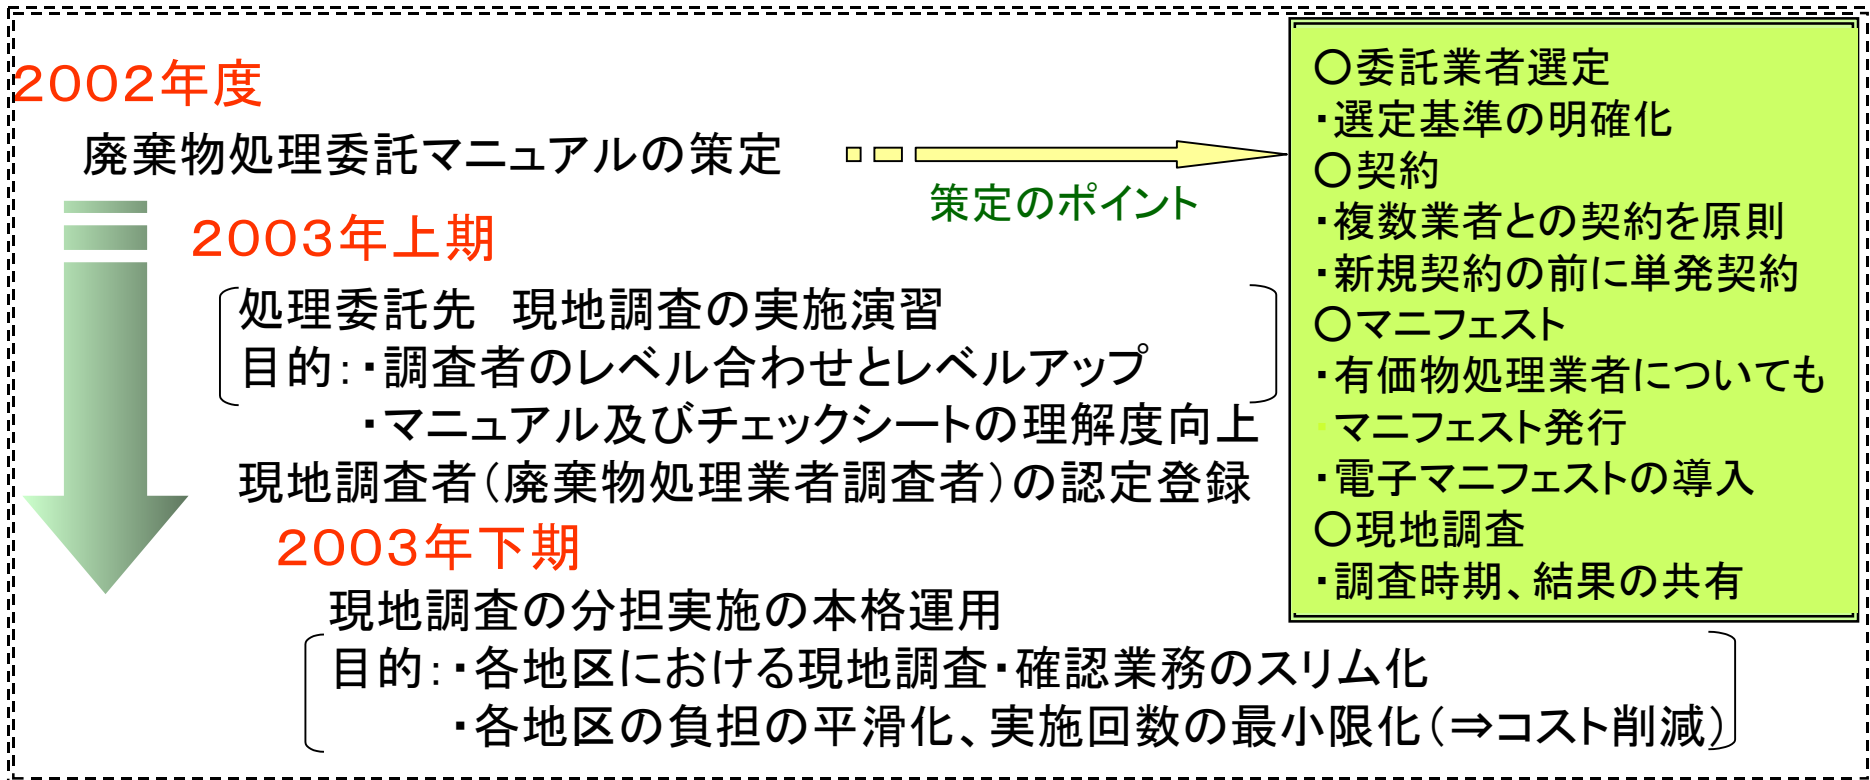 2002年度
廃棄物処理委託マニュアルの策定
策定のポイント
2003年上期
処理委託先　現地調査の実施演習
目的:・調査者のレベル合わせとレベルアップ
・マニュアル及びチェックシートの理解度向上
現地調査者(廃棄物処理業者調査者)の認定登録
2003年下期
現地調査の分担実施の本格運用
目的:・各地区における現地調査・確認業務のスリム化
・各地区の負担の平滑化、実施回数の最小限化(⇒コスト削減)
○委託業者選定
・選定基準の明確化
○契約
・複数業者との契約を原則
・新規契約の前に単発契約
○マニフェスト
・有価物処理業者についても
・マニフェスト発行
・電子マニフェストの導入
○現地調査
・調査時期、結果の共有